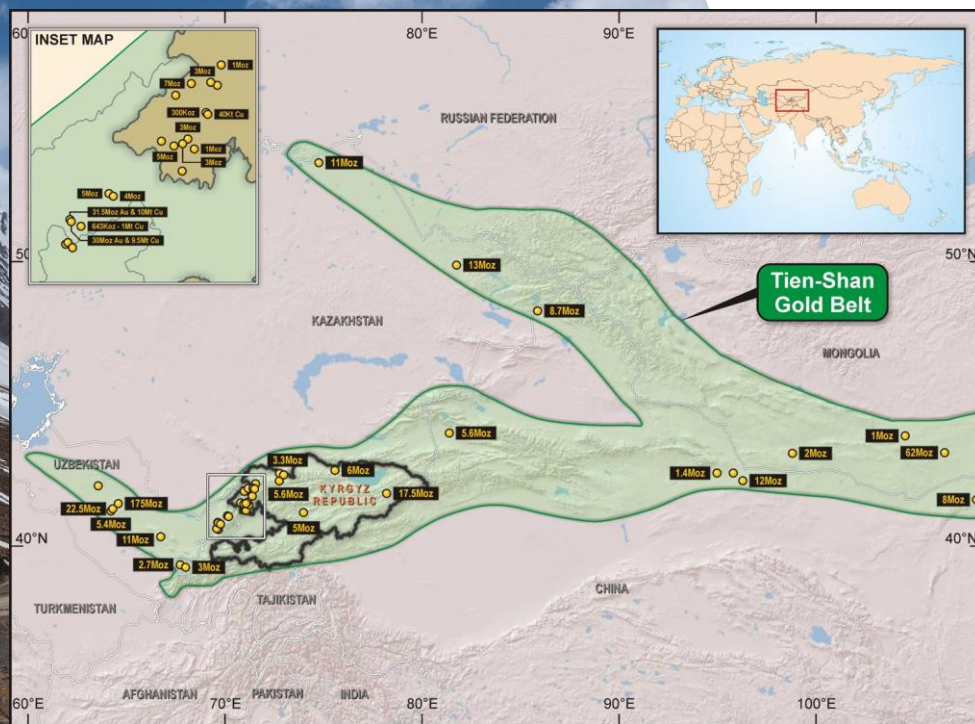 60°E
80°E
90°E
INSET MAP
1Moz
3Moz
7Moz
300Koz
40Kt Cu
3Moz
5Moz
1Moz
3Moz
5Moz
4Moz
31.5Moz Au & 10Mt Cu
643Koz - 1Mt Cu
30Moz Au & 9.5Mt Cu
RUSSIAN FEDERATION
11Moz
50°N
50°N
13Moz
Tien-Shan
Gold Belt
8.7Moz
KAZAKHSTAN
MONGOLIA
5.6Moz
1Moz
62Moz
2Moz
1.4Moz
12Moz
8Moz
UZBEKISTAN
3.3Moz
6Moz
KYRGYZ
REPUBLIC
5.6Moz
17.5Moz
5Moz
175Moz
22.5Moz
5.4Moz
11Moz
40°N
40°N
2.7Moz
3Moz
TURKMENISTAN
TAJIKISTAN
CHINA
AFGHANISTAN
PAKISTAN
INDIA
60°E
70°E
80°E
90°E
100°E